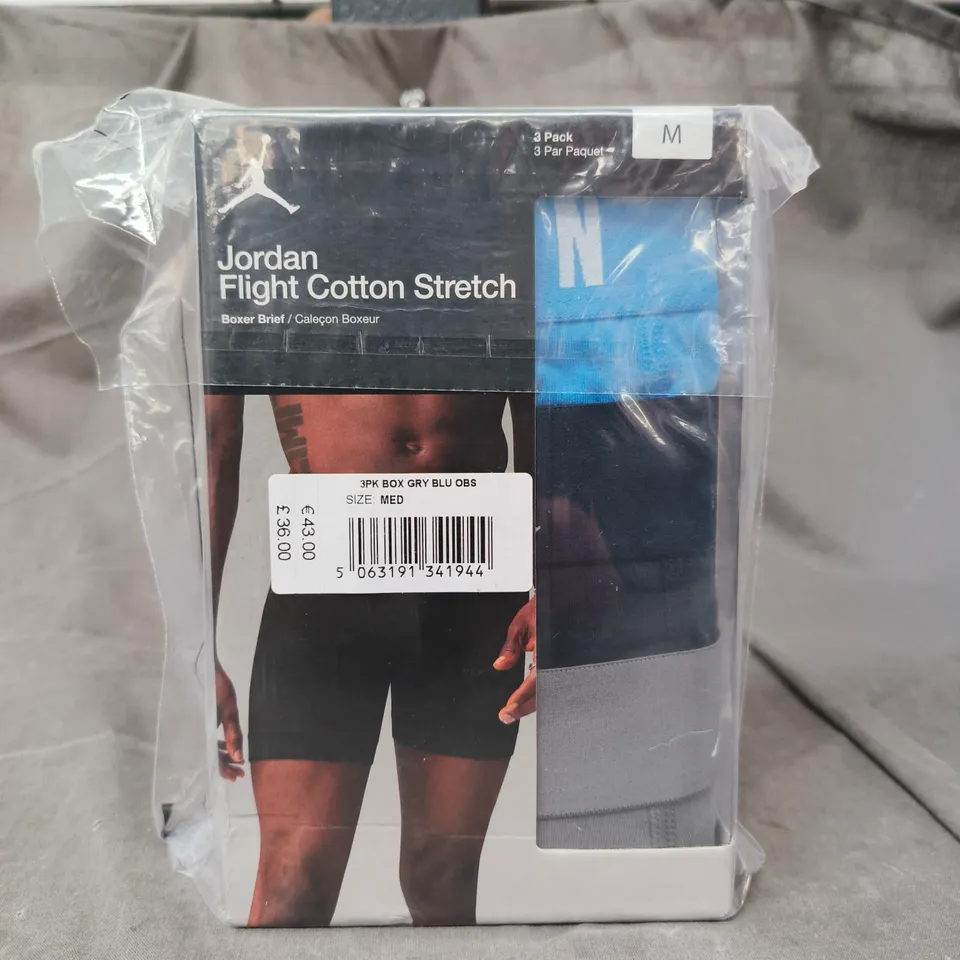 3 Pack
3 Par Paquet
M
Jordan
Flight Cotton Stretch
Boxer Brief / Caleçon Boxeur
N
3PK BOX GRY BLU OBS
SIZE: MED
€ 43.00
£ 36.00
5 063191 341944